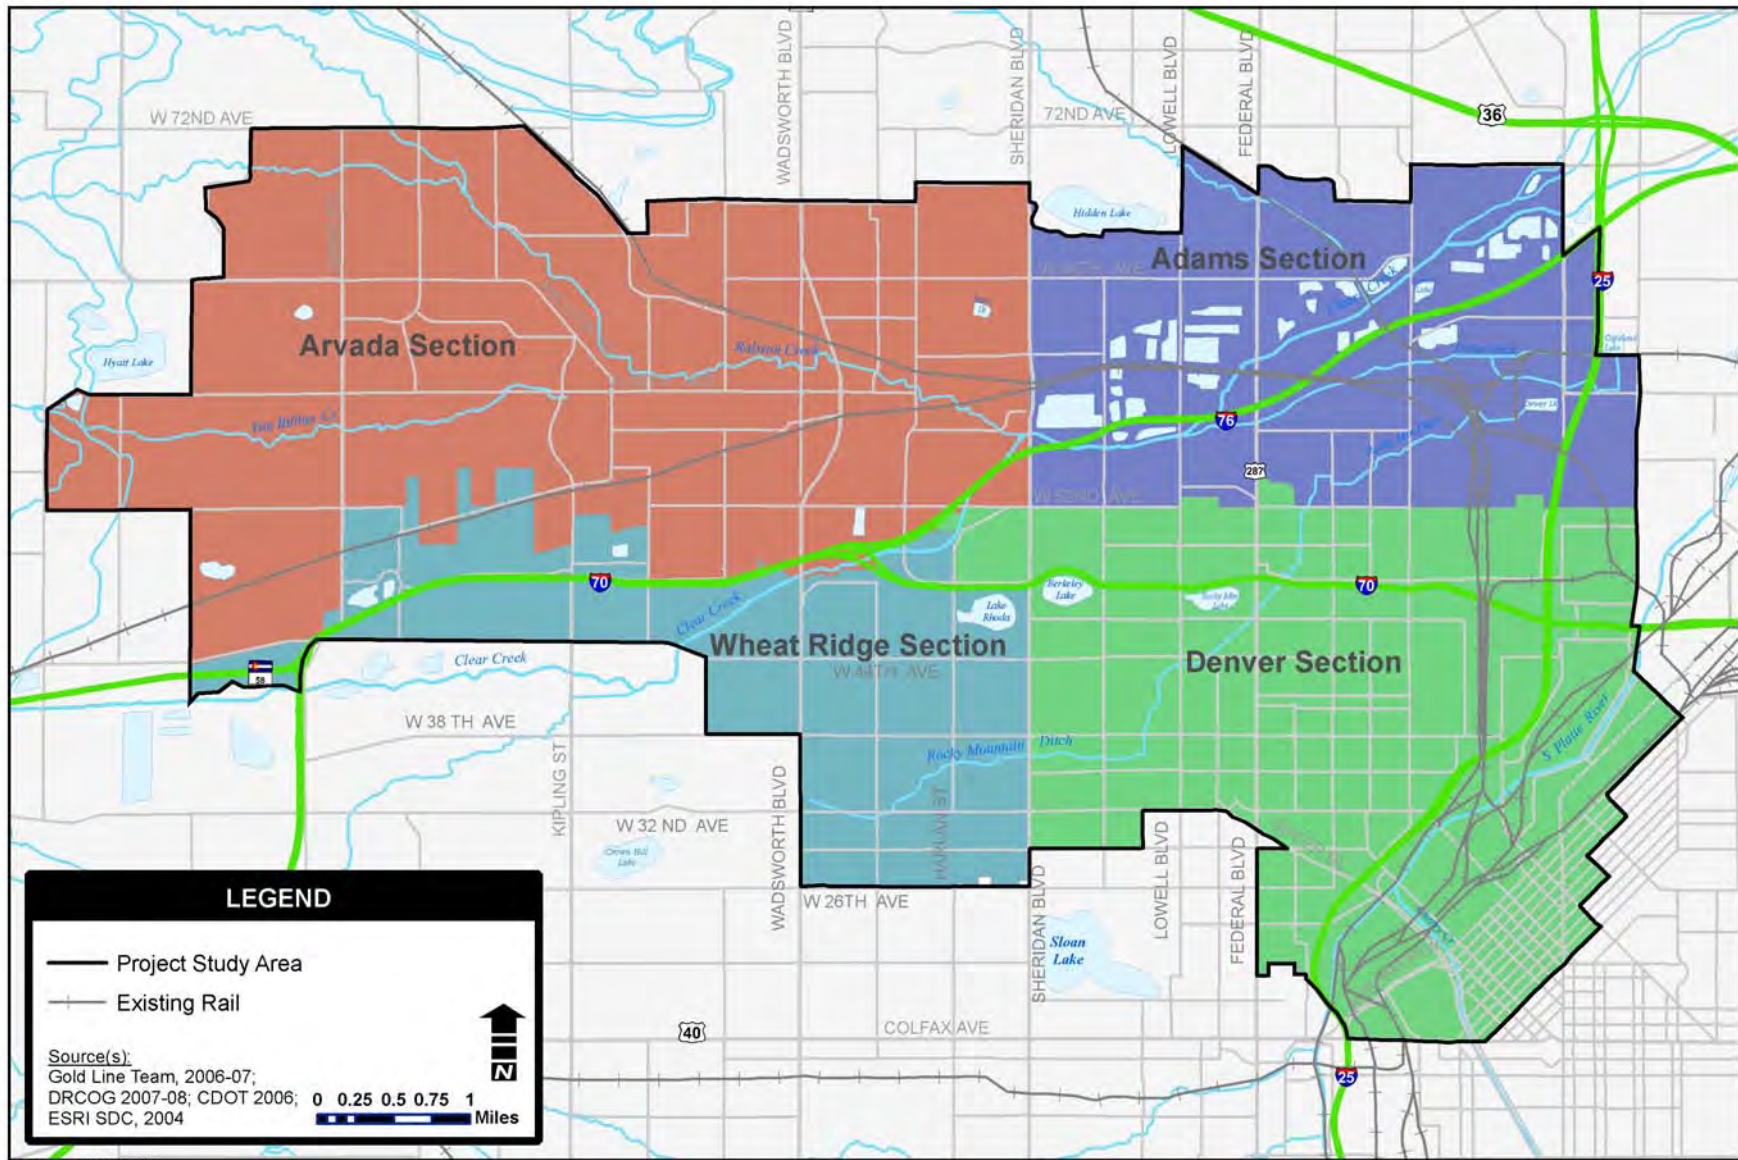 W 72ND AVE
WADSWORTH BLVD
SHERIDAN BLVD
72ND AVE
LOWELL BLVD
FEDERAL BLVD
36
Hidden Lake
Adams Section
25
Arvada Section
Hyatt Lake
Ralston Creek
76
287
W 52ND AVE
70
Berkeley
Lake
70
Lake
Rhoda
Clear Creek
Wheat Ridge Section
Denver Section
Clear Creek
W 44TH AVE
58
W 38 TH AVE
S Platte River
Rocky Mountain Ditch
KIPLING ST
WADSWORTH BLVD
HARLAN ST
W 32 ND AVE
Crown Hill
Lake
LOWELL BLVD
FEDERAL BLVD
SHERIDAN BLVD
W 26TH AVE
Sloan
Lake
40
COLFAX AVE
25
LEGEND
Project Study Area
Existing Rail
N
Source(s):
Gold Line Team, 2006-07;
DRCOG 2007-08; CDOT 2006;
ESRI SDC, 2004
0 0.25 0.5 0.75 1
Miles